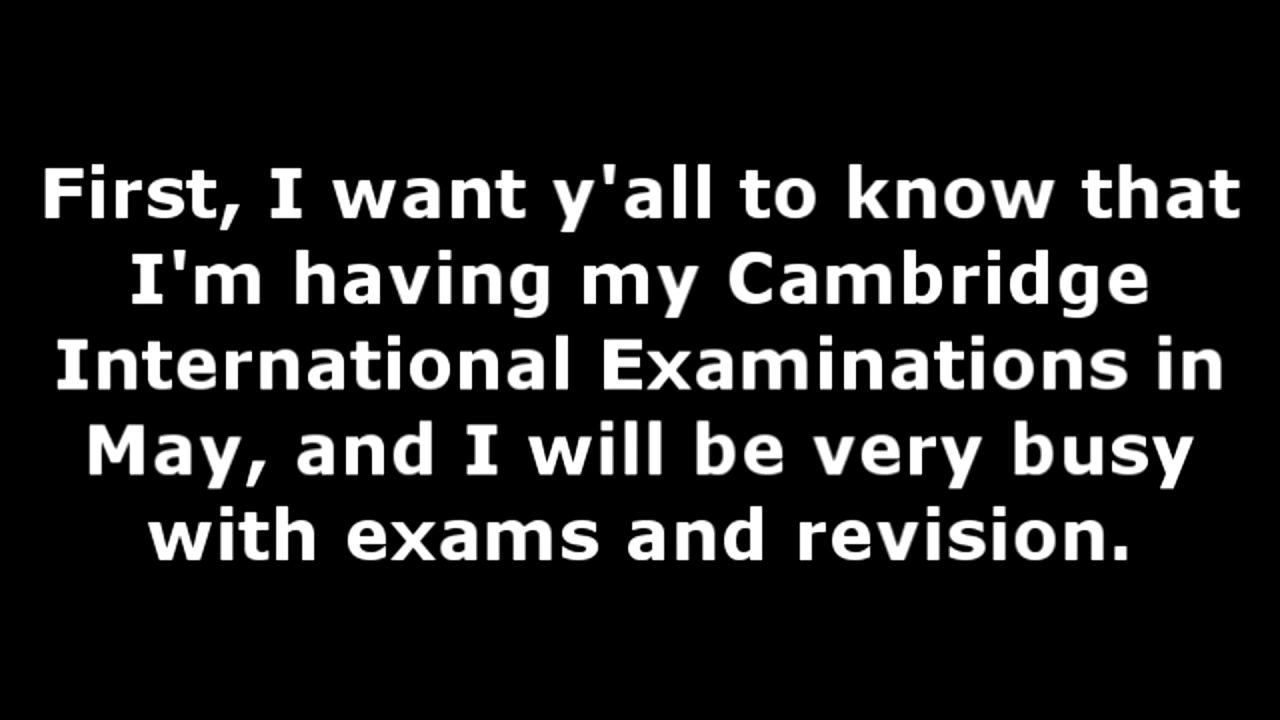 First, I want y'all to know that
I'm having my Cambridge
International Examinations in
May, and I will be very busy
with exams and revision.